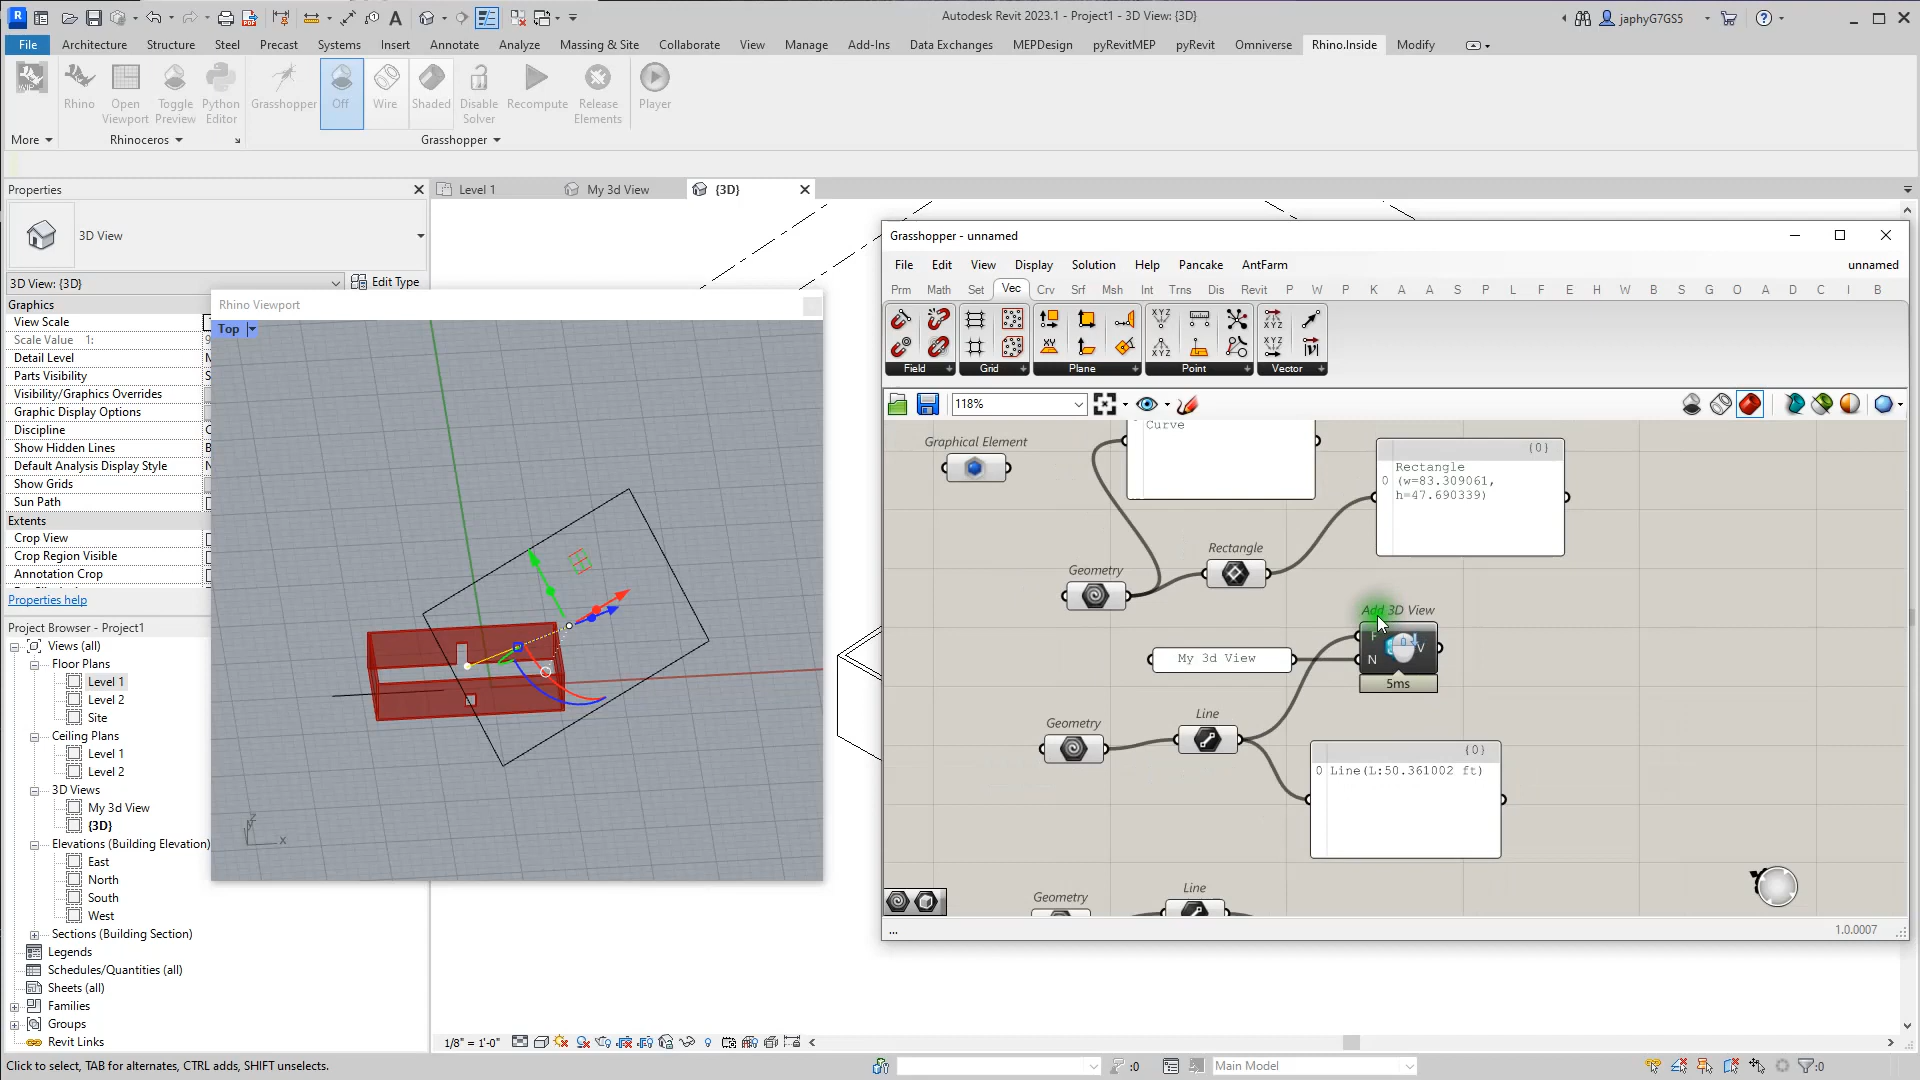 Autodesk Revit 2023.1 - Project1 - 3D View: {3D}
japhyG7GS5
File Architecture Structure Steel Precast Systems Insert Annotate Analyze Massing & Site Collaborate View Manage Add-Ins Data Exchanges MEPDesign pyRevitMEP pyRevit Omniverse Rhino.Inside Modify
Rhino
Open Viewport
Toggle Preview
Python Editor
Grasshopper
Off
Wire
Shaded
Disable Solver
Recompute
Release Elements
Player
More
Rhinoceros
Grasshopper
Properties
Level 1
My 3d View
{3D}
3D View
3D View: {3D}
Edit Type
Graphics
View Scale
Scale Value 1:
Detail Level
Parts Visibility
Visibility/Graphics Overrides
Graphic Display Options
Discipline
Show Hidden Lines
Default Analysis Display Style
Show Grids
Sun Path
Extents
Crop View
Crop Region Visible
Annotation Crop
Properties help
Project Browser - Project1
Views (all)
Floor Plans
Level 1
Level 2
Site
Ceiling Plans
Level 1
Level 2
3D Views
My 3d View
{3D}
Elevations (Building Elevation)
East
North
South
West
Sections (Building Section)
Legends
Schedules/Quantities (all)
Sheets (all)
Families
Groups
Revit Links
Rhino Viewport
Top
x
Grasshopper - unnamed
File Edit View Display Solution Help Pancake AntFarm
unnamed
Prm Math Set Vec Crv Srf Msh Int Trns Dis Revit P W P K A A S P L F E H W B S G O A D C I B
Field
Grid
Plane
Point
Vector
118%
Graphical Element
Curve
{0}
Rectangle
0 (w=83.309061,
h=47.690339)
Geometry
Rectangle
Add 3D View
My 3d View
N
V
5ms
Geometry
Line
{0}
0 Line(L:50.361002 ft)
Geometry
Line
...
1.0.0007
1/8" = 1'-0"
Click to select, TAB for alternates, CTRL adds, SHIFT unselects.
:0
Main Model
:0